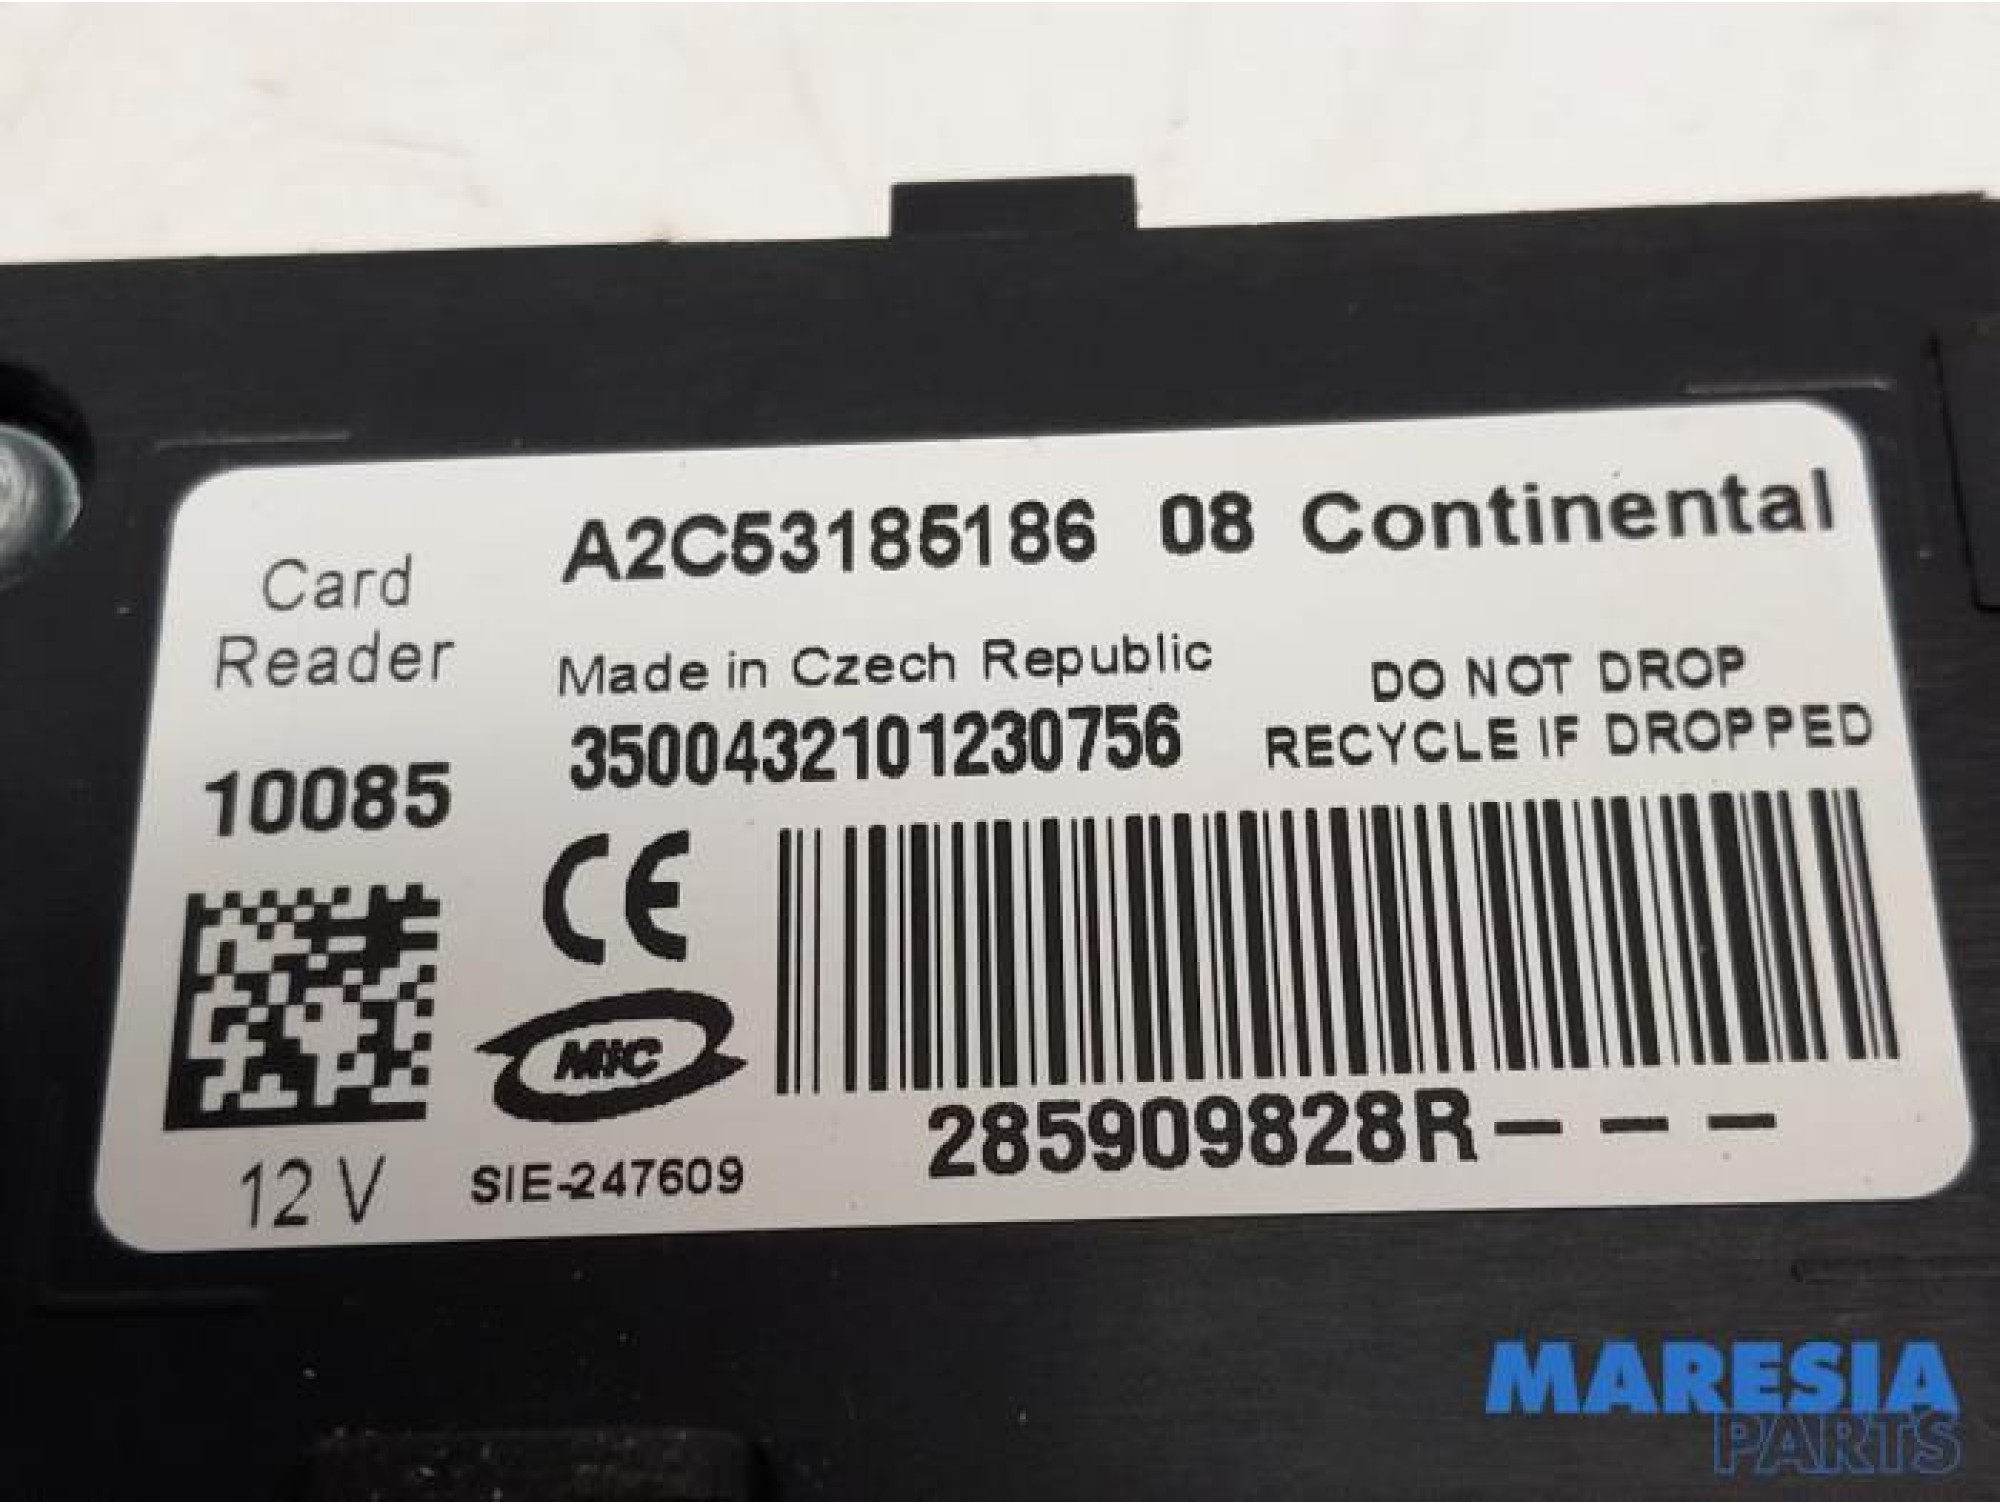 A2C53185186 08 Continental
Card
Reader
Made in Czech Republic
DO NOT DROP
3500432101230756
RECYCLE IF DROPPED
10085
CE
MiC
12 V
SIE-247609
285909828R---
MARESIA
PARTS